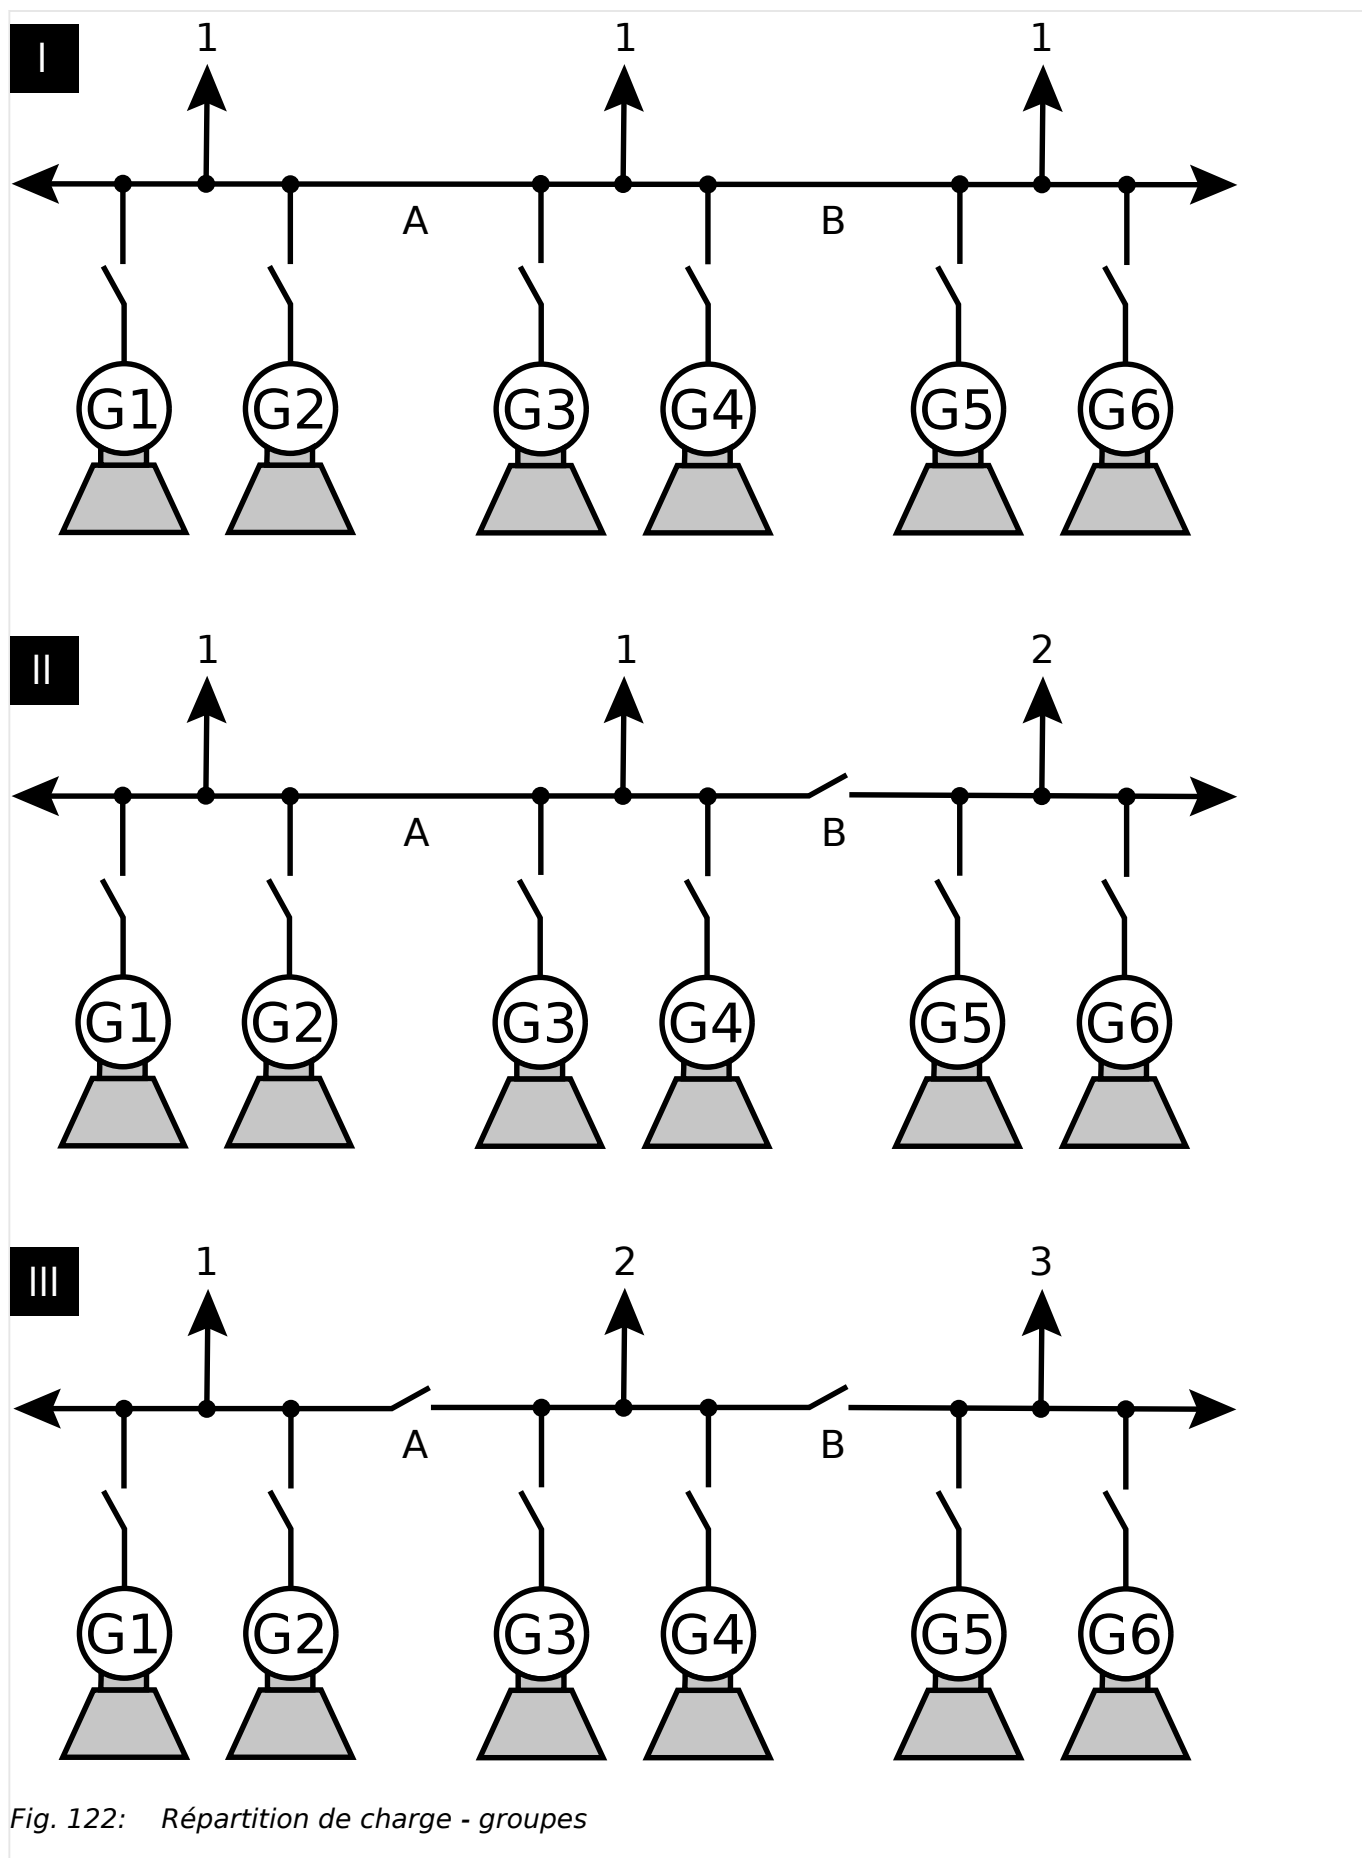 I
1 1 1
A B
G1 G2 G3 G4 G5 G6
II
1 1 2
A B
G1 G2 G3 G4 G5 G6
III
1 2 3
A B
G1 G2 G3 G4 G5 G6
Fig. 122: Répartition de charge - groupes